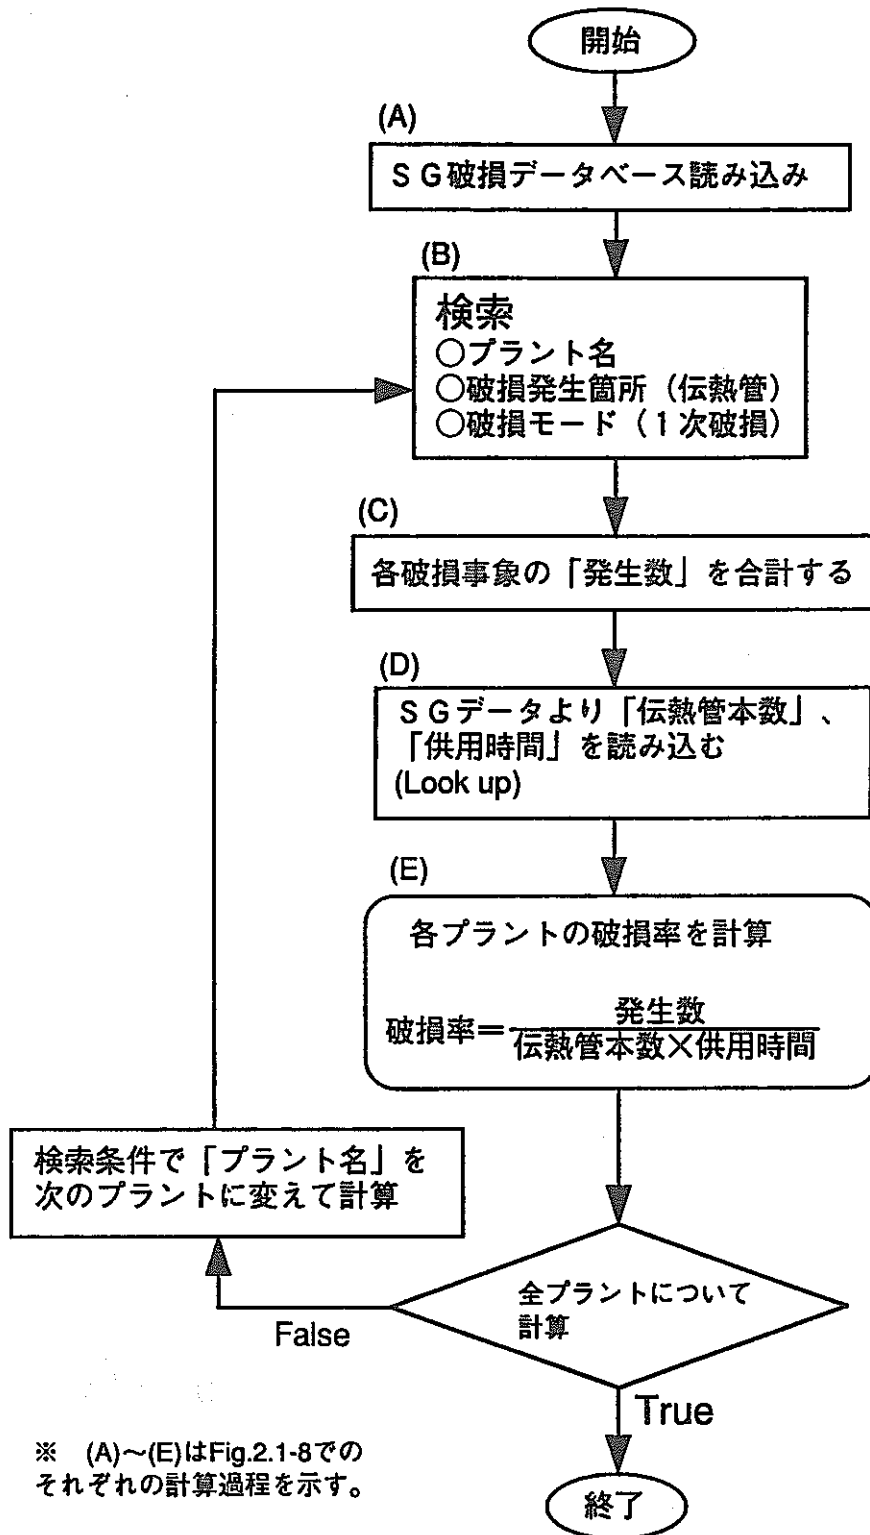 開始
(A)
ＳＧ破損データベース読み込み
(B)
検索
○プラント名
○破損発生箇所（伝熱管）
○破損モード（１次破損）
(C)
各破損事象の「発生数」を合計する
(D)
ＳＧデータより「伝熱管本数」、
「供用時間」を読み込む
(Look up)
(E)
各プラントの破損率を計算
発生数
破損率＝
伝熱管本数×供用時間
検索条件で「プラント名」を
次のプラントに変えて計算
全プラントについて
計算
False
True
※ (A)～(E)はFig.2.1-8での
それぞれの計算過程を示す。
終了